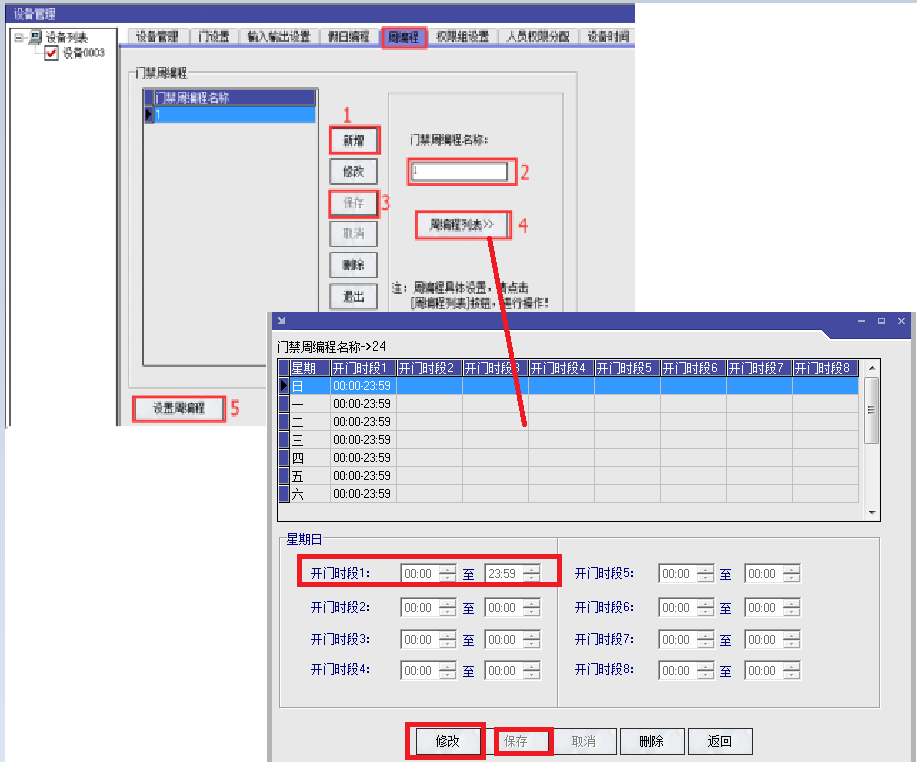 设备管理
设备列表
设备0003
设备管理 门设置 输入输出设置 假日编程 周编程 权限组设置 人员权限分配 设备时间
门禁周编程
门禁周编程名称
1
1
新增
修改
保存 3
取消
删除
退出
门禁周编程名称:
1 2
周编程列表>> 4
注: 周编程具体设置, 请点击
[周编程列表]按钮, 进行操作!
设置周编程 5
门禁周编程名称->24
星期 开门时段1 开门时段2 开门时段3 开门时段4 开门时段5 开门时段6 开门时段7 开门时段8
日 00:00-23:59
一 00:00-23:59
二 00:00-23:59
三 00:00-23:59
四 00:00-23:59
五 00:00-23:59
六 00:00-23:59
星期日
开门时段1: 00:00 至 23:59 开门时段5: 00:00 至 00:00
开门时段2: 00:00 至 00:00 开门时段6: 00:00 至 00:00
开门时段3: 00:00 至 00:00 开门时段7: 00:00 至 00:00
开门时段4: 00:00 至 00:00 开门时段8: 00:00 至 00:00
修改 保存 取消 删除 返回